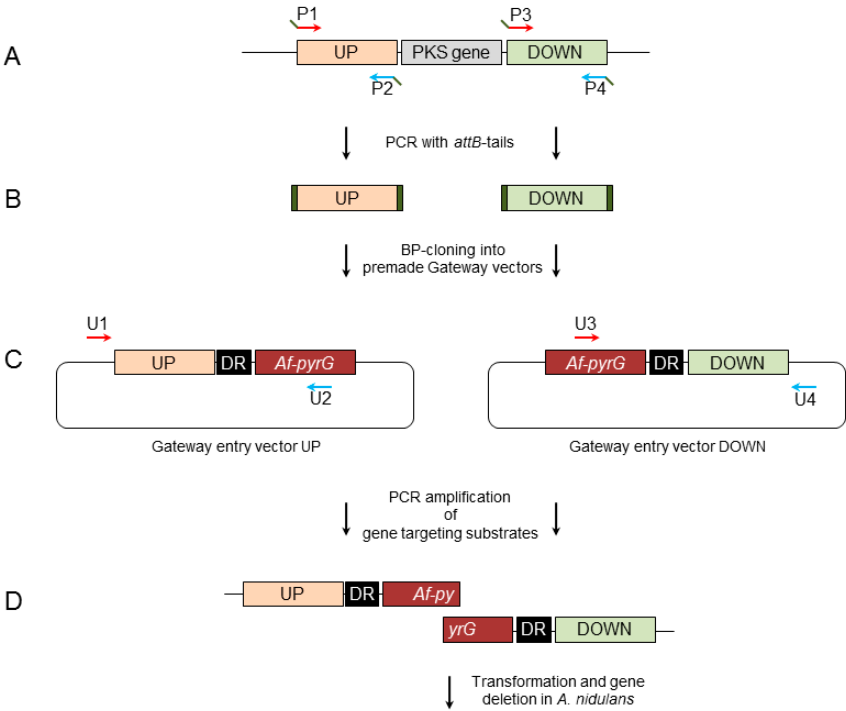 P1
P3
A
UP
PKS gene
DOWN
P2
P4
PCR with attB-tails
B
UP
DOWN
BP-cloning into
premade Gateway vectors
U1
U3
C
UP
DR
Af-pyrG
Af-pyrG
DR
DOWN
U2
U4
Gateway entry vector UP
Gateway entry vector DOWN
PCR amplification
of
gene targeting substrates
D
UP
DR
Af-py
yrG
DR
DOWN
Transformation and gene
deletion in A. nidulans